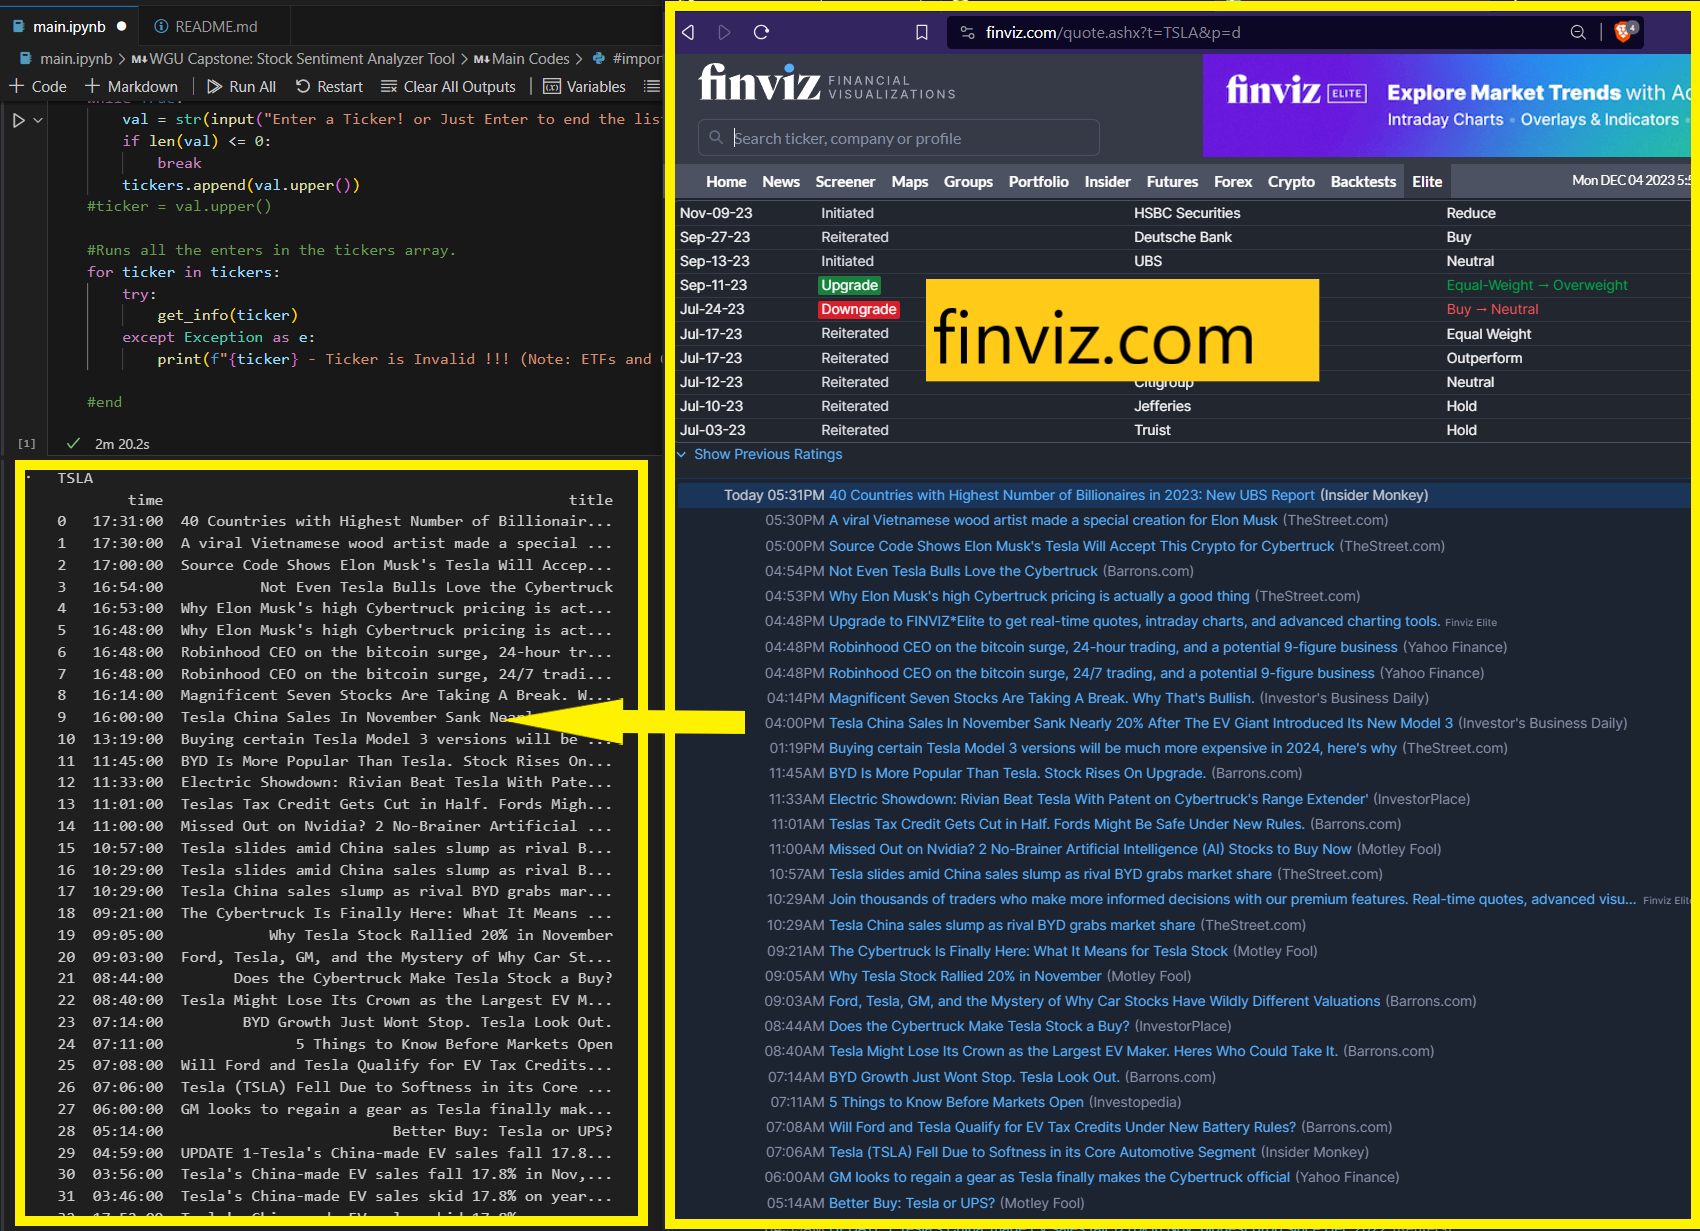 main.ipynb
README.md
main.ipynb > M↓WGU Capstone: Stock Sentiment Analyzer Tool > M↓Main Codes > #impor
Code
Markdown
Run All
Restart
Clear All Outputs
Variables
while True:
val = str(input("Enter a Ticker! or Just Enter to end the lis
if len(val) <= 0:
break
tickers.append(val.upper())
#ticker = val.upper()
#Runs all the enters in the tickers array.
for ticker in tickers:
try:
get_info(ticker)
except Exception as e:
print(f"{ticker} - Ticker is Invalid !!! (Note: ETFs and
#end
[1]
2m 20.2s
TSLA
time title
0 17:31:00 40 Countries with Highest Number of Billionair...
1 17:30:00 A viral Vietnamese wood artist made a special ...
2 17:00:00 Source Code Shows Elon Musk's Tesla Will Accep...
3 16:54:00 Not Even Tesla Bulls Love the Cybertruck
4 16:53:00 Why Elon Musk's high Cybertruck pricing is act...
5 16:48:00 Why Elon Musk's high Cybertruck pricing is act...
6 16:48:00 Robinhood CEO on the bitcoin surge, 24-hour tr...
7 16:48:00 Robinhood CEO on the bitcoin surge, 24/7 tradi...
8 16:14:00 Magnificent Seven Stocks Are Taking A Break. W...
9 16:00:00 Tesla China Sales In November Sank Nearl
10 13:19:00 Buying certain Tesla Model 3 versions will be ...
11 11:45:00 BYD Is More Popular Than Tesla. Stock Rises On...
12 11:33:00 Electric Showdown: Rivian Beat Tesla With Pate...
13 11:01:00 Teslas Tax Credit Gets Cut in Half. Fords Migh...
14 11:00:00 Missed Out on Nvidia? 2 No-Brainer Artificial ...
15 10:57:00 Tesla slides amid China sales slump as rival B...
16 10:29:00 Tesla slides amid China sales slump as rival B...
17 10:29:00 Tesla China sales slump as rival BYD grabs mar...
18 09:21:00 The Cybertruck Is Finally Here: What It Means ...
19 09:05:00 Why Tesla Stock Rallied 20% in November
20 09:03:00 Ford, Tesla, GM, and the Mystery of Why Car St...
21 08:44:00 Does the Cybertruck Make Tesla Stock a Buy?
22 08:40:00 Tesla Might Lose Its Crown as the Largest EV M...
23 07:14:00 BYD Growth Just Wont Stop. Tesla Look Out.
24 07:11:00 5 Things to Know Before Markets Open
25 07:08:00 Will Ford and Tesla Qualify for EV Tax Credits...
26 07:06:00 Tesla (TSLA) Fell Due to Softness in its Core ...
27 06:00:00 GM looks to regain a gear as Tesla finally mak...
28 05:14:00 Better Buy: Tesla or UPS?
29 04:59:00 UPDATE 1-Tesla's China-made EV sales fall 17.8...
30 03:56:00 Tesla's China-made EV sales fall 17.8% in Nov,...
31 03:46:00 Tesla's China-made EV sales skid 17.8% on year...
finviz.com/quote.ashx?t=TSLA&p=d
4
finviz FINANCIAL VISUALIZATIONS
finviz ELITE Explore Market Trends with Ad
Intraday Charts • Overlays & Indicators •
Search ticker, company or profile
Home News Screener Maps Groups Portfolio Insider Futures Forex Crypto Backtests Elite Mon DEC 04 2023 5:5
Nov-09-23 Initiated HSBC Securities Reduce
Sep-27-23 Reiterated Deutsche Bank Buy
Sep-13-23 Initiated UBS Neutral
Sep-11-23 Upgrade Equal-Weight → Overweight
Jul-24-23 Downgrade Buy → Neutral
Jul-17-23 Reiterated Equal Weight
Jul-17-23 Reiterated Outperform
finviz.com
Jul-12-23 Reiterated Citigroup Neutral
Jul-10-23 Reiterated Jefferies Hold
Jul-03-23 Reiterated Truist Hold
Show Previous Ratings
Today 05:31PM 40 Countries with Highest Number of Billionaires in 2023: New UBS Report (Insider Monkey)
05:30PM A viral Vietnamese wood artist made a special creation for Elon Musk (TheStreet.com)
05:00PM Source Code Shows Elon Musk's Tesla Will Accept This Crypto for Cybertruck (TheStreet.com)
04:54PM Not Even Tesla Bulls Love the Cybertruck (Barrons.com)
04:53PM Why Elon Musk's high Cybertruck pricing is actually a good thing (TheStreet.com)
04:48PM Upgrade to FINVIZ*Elite to get real-time quotes, intraday charts, and advanced charting tools. Finviz Elite
04:48PM Robinhood CEO on the bitcoin surge, 24-hour trading, and a potential 9-figure business (Yahoo Finance)
04:48PM Robinhood CEO on the bitcoin surge, 24/7 trading, and a potential 9-figure business (Yahoo Finance)
04:14PM Magnificent Seven Stocks Are Taking A Break. Why That's Bullish. (Investor's Business Daily)
04:00PM Tesla China Sales In November Sank Nearly 20% After The EV Giant Introduced Its New Model 3 (Investor's Business Daily)
01:19PM Buying certain Tesla Model 3 versions will be much more expensive in 2024, here's why (TheStreet.com)
11:45AM BYD Is More Popular Than Tesla. Stock Rises On Upgrade. (Barrons.com)
11:33AM Electric Showdown: Rivian Beat Tesla With Patent on Cybertruck's Range Extender' (InvestorPlace)
11:01AM Teslas Tax Credit Gets Cut in Half. Fords Might Be Safe Under New Rules. (Barrons.com)
11:00AM Missed Out on Nvidia? 2 No-Brainer Artificial Intelligence (AI) Stocks to Buy Now (Motley Fool)
10:57AM Tesla slides amid China sales slump as rival BYD grabs market share (TheStreet.com)
10:29AM Join thousands of traders who make more informed decisions with our premium features. Real-time quotes, advanced visu... Finviz Elite
10:29AM Tesla China sales slump as rival BYD grabs market share (TheStreet.com)
09:21AM The Cybertruck Is Finally Here: What It Means for Tesla Stock (Motley Fool)
09:05AM Why Tesla Stock Rallied 20% in November (Motley Fool)
09:03AM Ford, Tesla, GM, and the Mystery of Why Car Stocks Have Wildly Different Valuations (Barrons.com)
08:44AM Does the Cybertruck Make Tesla Stock a Buy? (InvestorPlace)
08:40AM Tesla Might Lose Its Crown as the Largest EV Maker. Heres Who Could Take It. (Barrons.com)
07:14AM BYD Growth Just Wont Stop. Tesla Look Out. (Barrons.com)
07:11AM 5 Things to Know Before Markets Open (Investopedia)
07:08AM Will Ford and Tesla Qualify for EV Tax Credits Under New Battery Rules? (Barrons.com)
07:06AM Tesla (TSLA) Fell Due to Softness in its Core Automotive Segment (Insider Monkey)
06:00AM GM looks to regain a gear as Tesla finally makes the Cybertruck official (Yahoo Finance)
05:14AM Better Buy: Tesla or UPS? (Motley Fool)